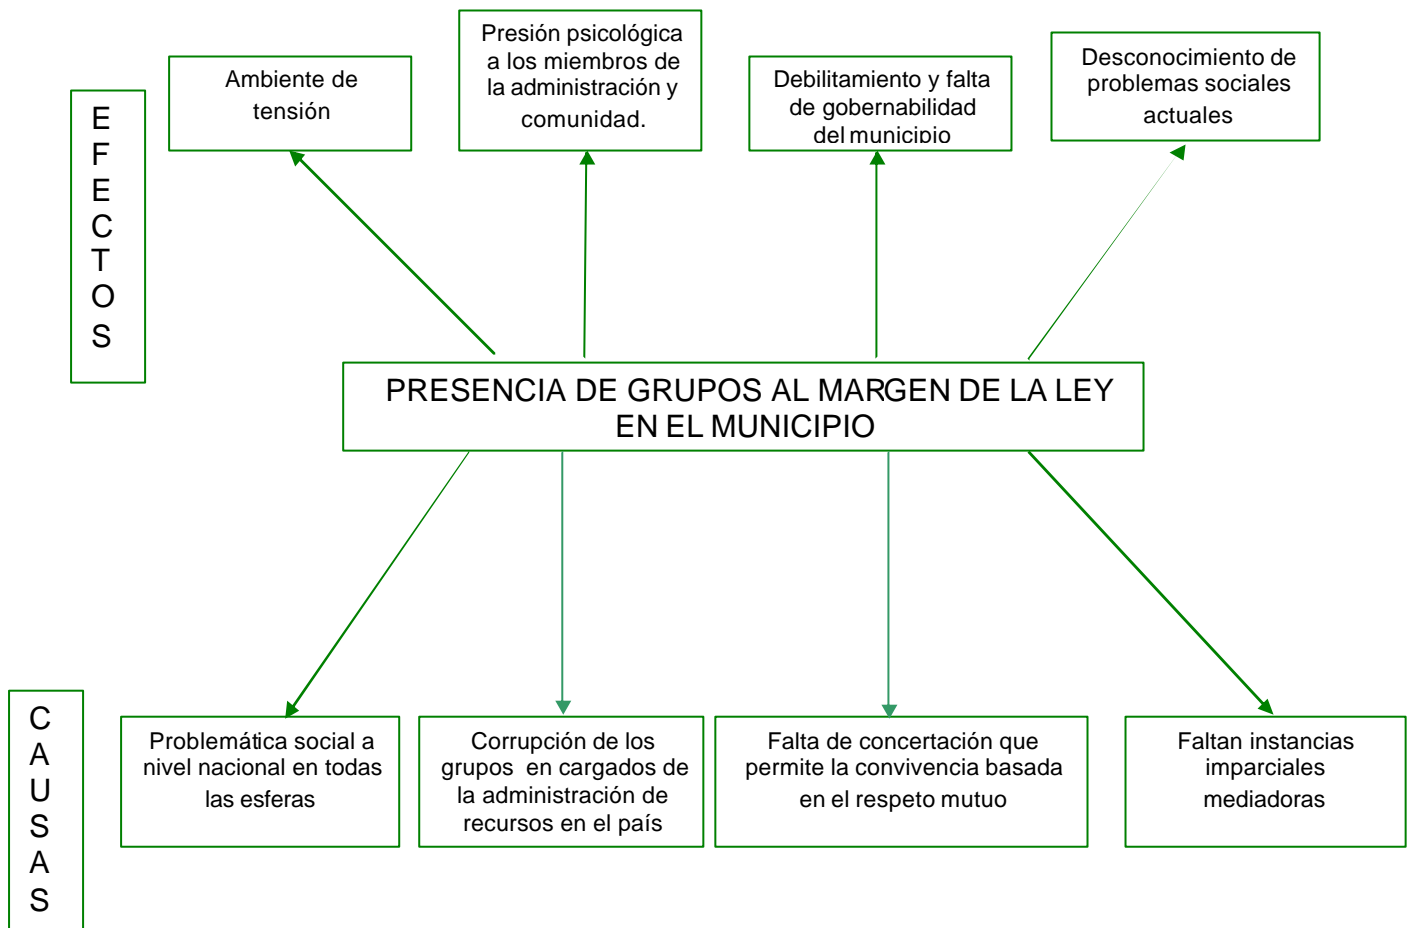 EFECTOS
Ambiente de
tensión
Presión psicológica
a los miembros de
la administración y
comunidad.
Debilitamiento y falta
de gobernabilidad
del municipio
Desconocimiento de
problemas sociales
actuales
PRESENCIA DE GRUPOS AL MARGEN DE LA LEY
EN EL MUNICIPIO
CAUSAS
Problemática social a
nivel nacional en todas
las esferas
Corrupción de los
grupos en cargados de
la administración de
recursos en el país
Falta de concertación que
permite la convivencia basada
en el respeto mutuo
Faltan instancias
imparciales
mediadoras